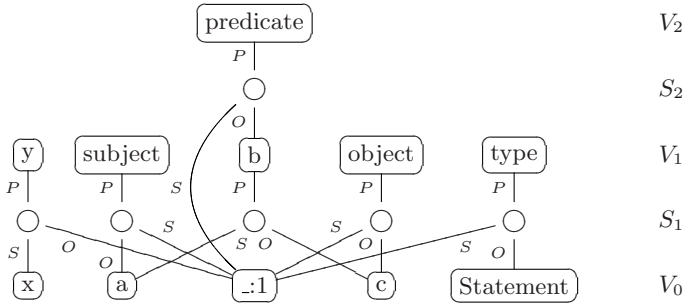 predicate V₂
P
S₂
O
y subject b object type V₁
P P S P P P
S₁
S O O S S O S O S O
x a _:1 c Statement V₀